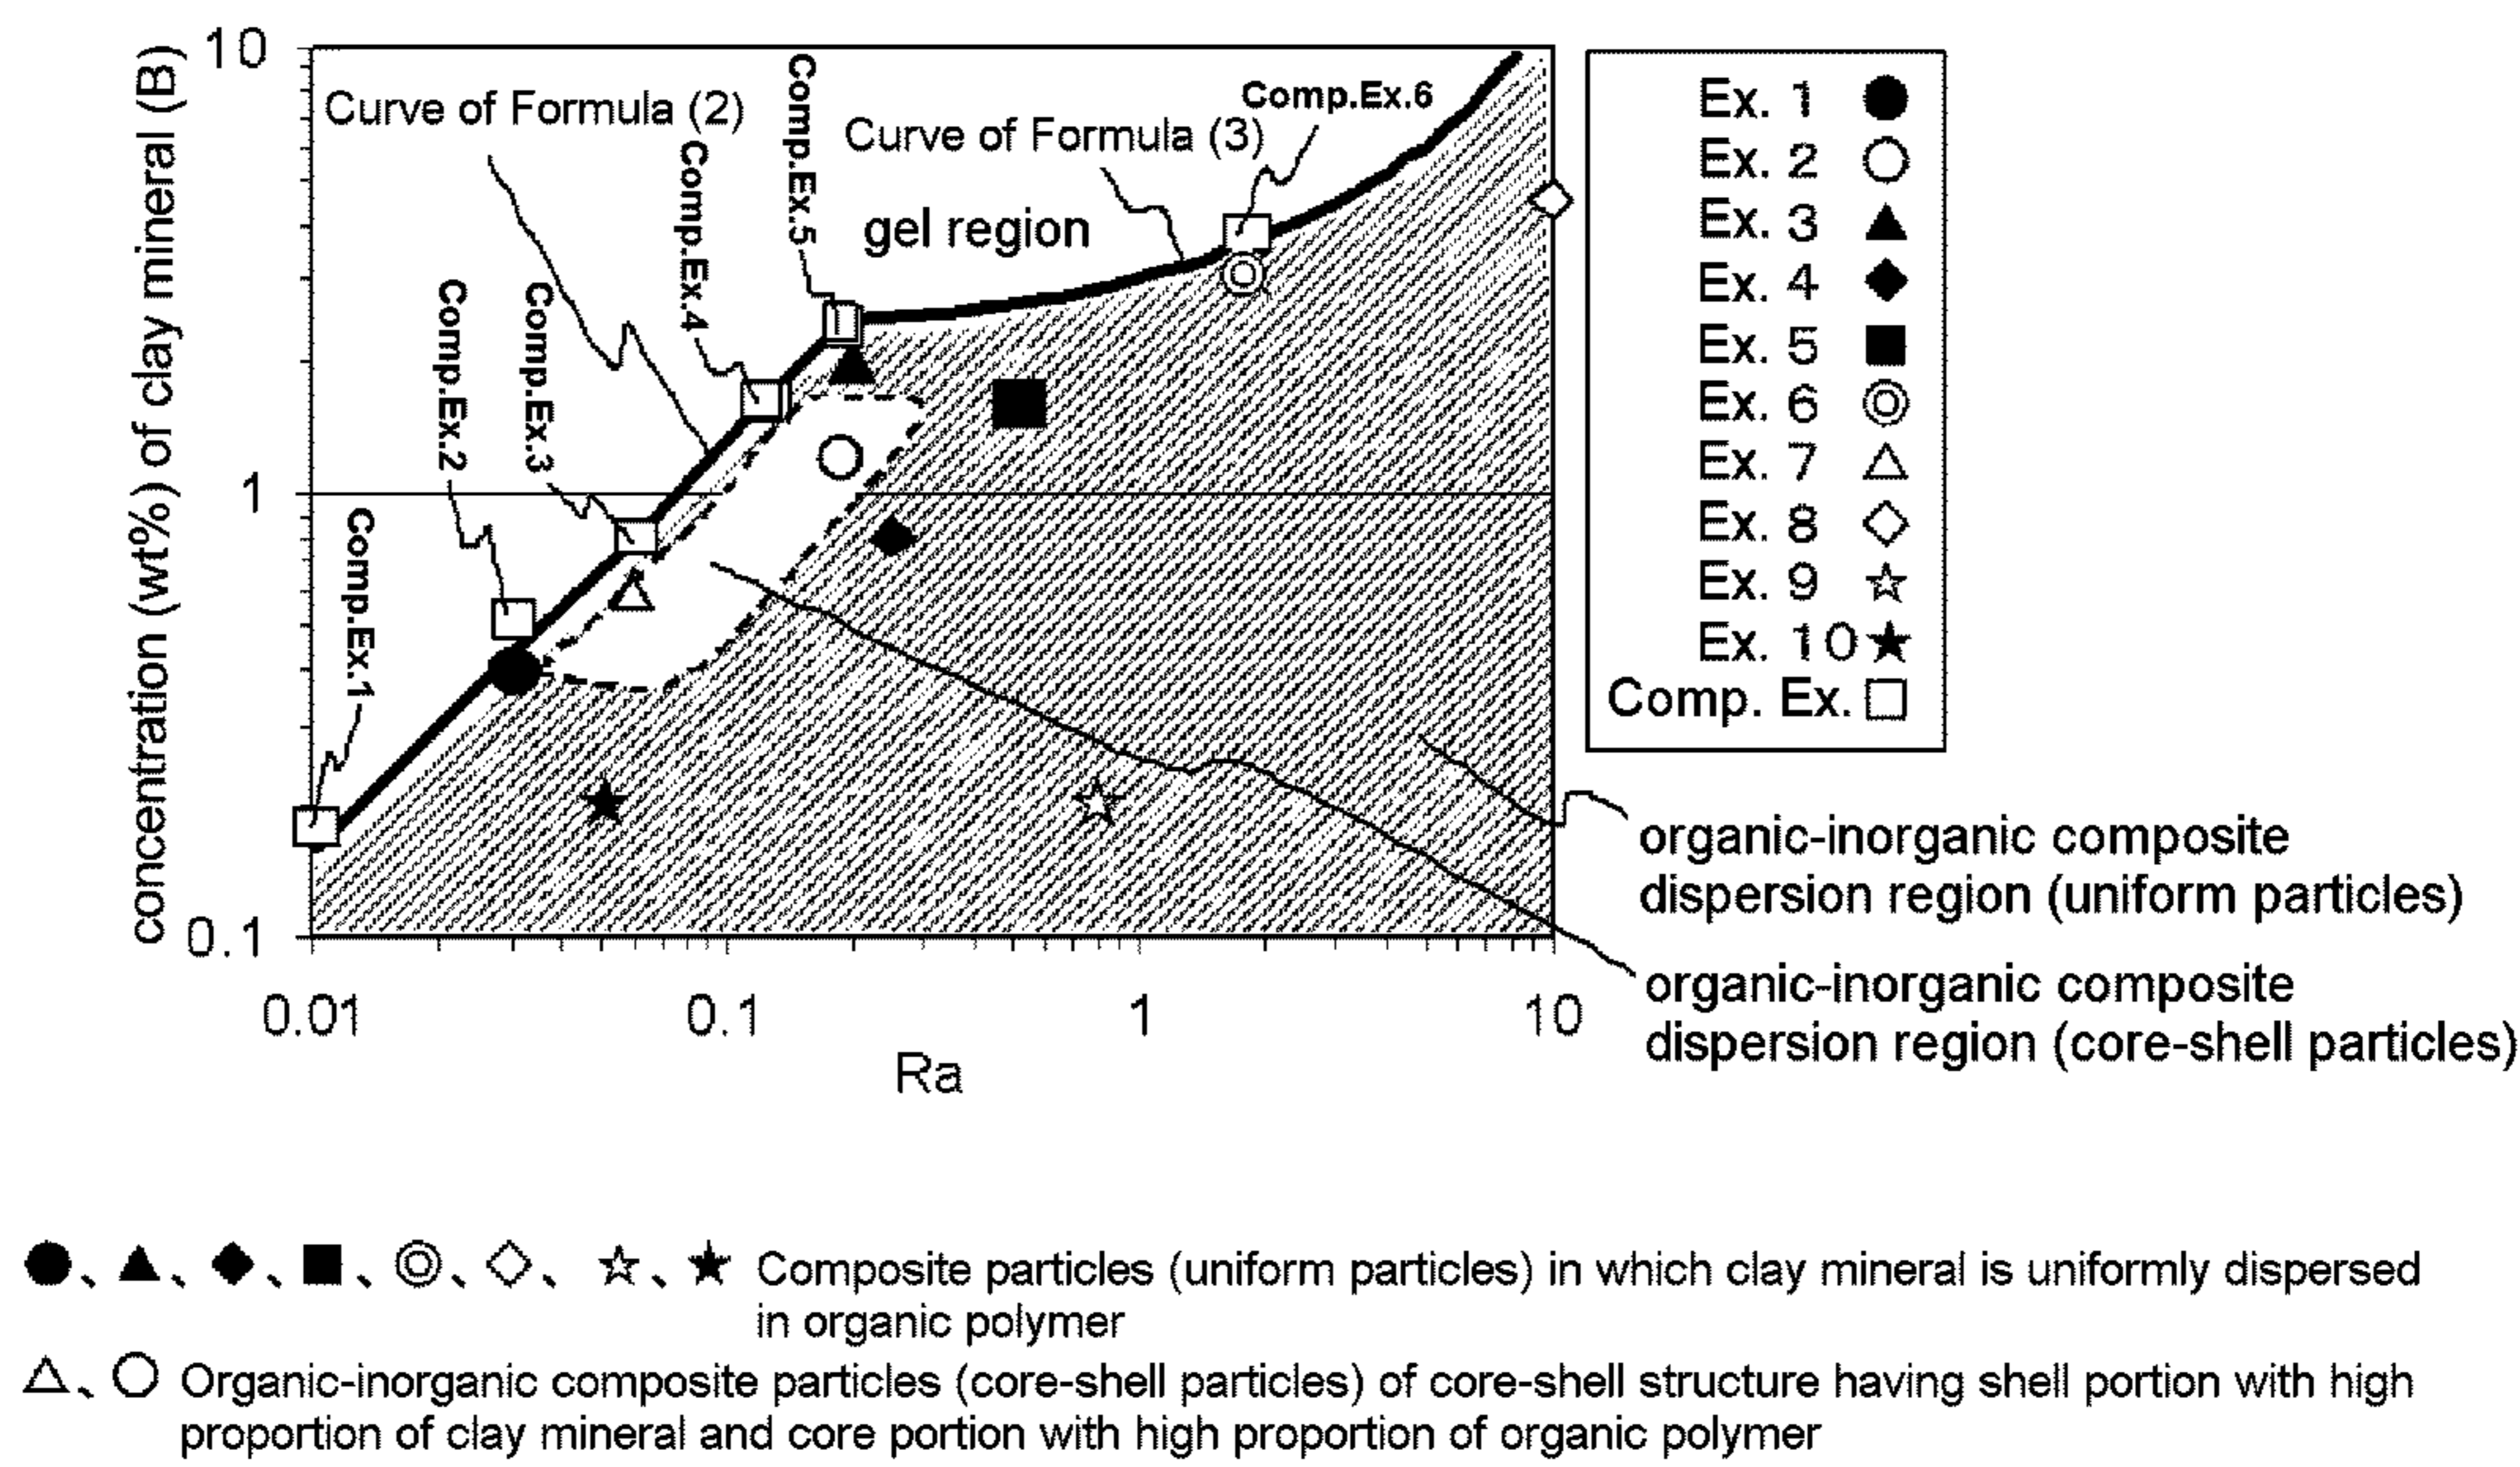 concentration (wt%) of clay mineral (B)
10
1
0.1
0.01
0.1
1
10
Ra
Curve of Formula (2)
Curve of Formula (3)
gel region
Comp.Ex.1
Comp.Ex.2
Comp.Ex.3
Comp.Ex.4
Comp.Ex.5
Comp.Ex.6
Ex. 1
Ex. 2
Ex. 3
Ex. 4
Ex. 5
Ex. 6
Ex. 7
Ex. 8
Ex. 9
Ex. 10
Comp. Ex.
organic-inorganic composite
dispersion region (uniform particles)
organic-inorganic composite
dispersion region (core-shell particles)
●、▲、◆、■、◎、◇、☆、★ Composite particles (uniform particles) in which clay mineral is uniformly dispersed
in organic polymer
△、○ Organic-inorganic composite particles (core-shell particles) of core-shell structure having shell portion with high
proportion of clay mineral and core portion with high proportion of organic polymer